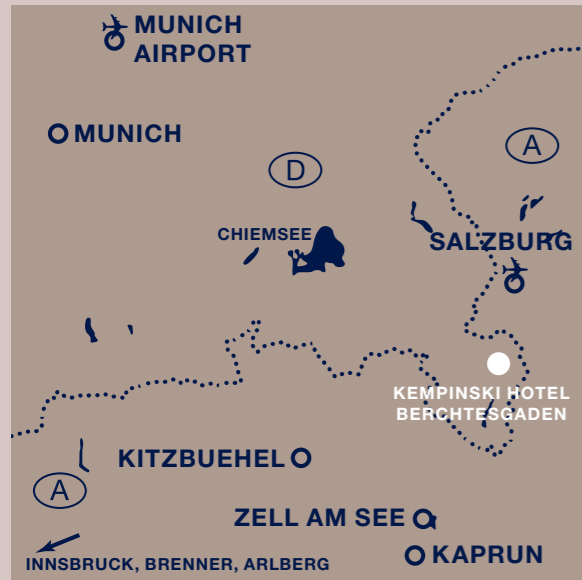 MUNICH
AIRPORT
MUNICH
A
D
CHIEMSEE
SALZBURG
KEMPINSKI HOTEL
BERCHTESGADEN
KITZBUEHEL
A
ZELL AM SEE
KAPRUN
INNSBRUCK, BRENNER, ARLBERG